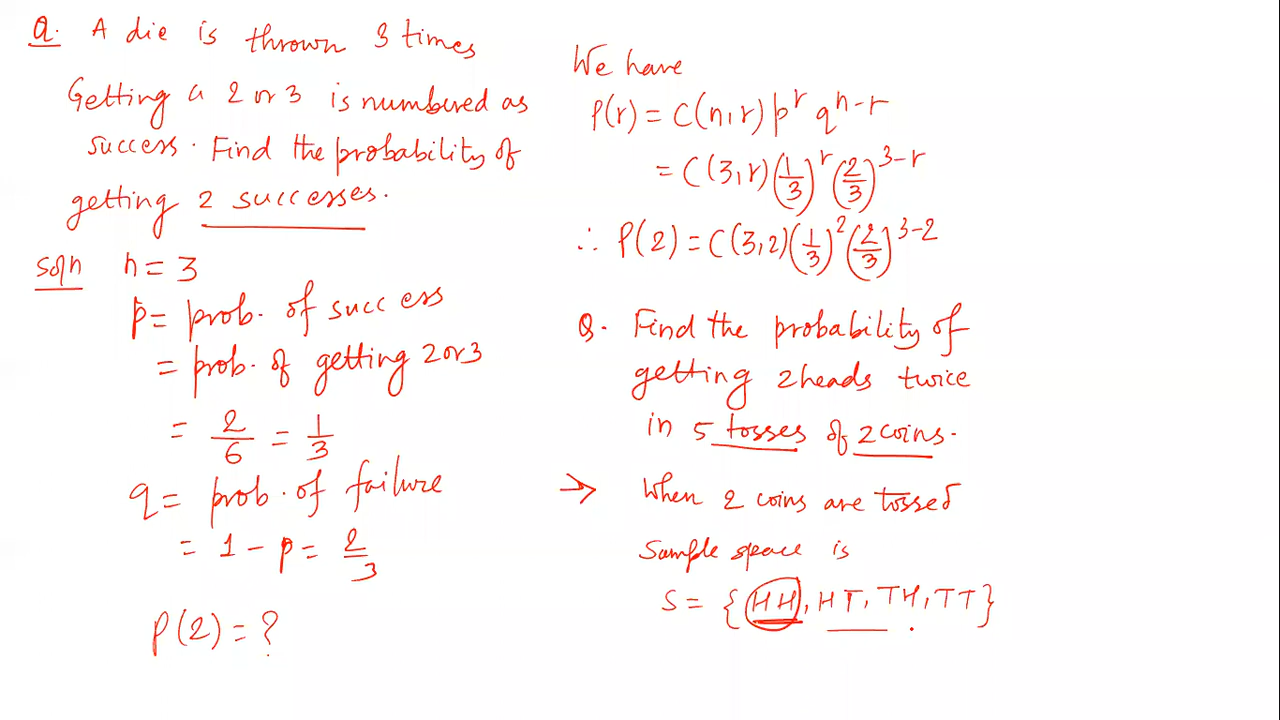 Q. A die is thrown 3 times
Getting a 2 or 3 is numbered as
success. Find the probability of
getting 2 successes.
Soln n = 3
p = prob. of success
= prob. of getting 2 or 3
= 2/6 = 1/3
q = prob. of failure
= 1 - p = 2/3
P(2) = ?
We have
P(r) = C(n,r) p^r q^n-r
= C(3,r) (1/3)^r (2/3)^3-r
∴ P(2) = C(3,2) (1/3)^2 (2/3)^3-2
Q. Find the probability of
getting 2 heads twice
in 5 tosses of 2 coins.
→ When 2 coins are tossed
Sample space is
S = {HH, HT, TH, TT}